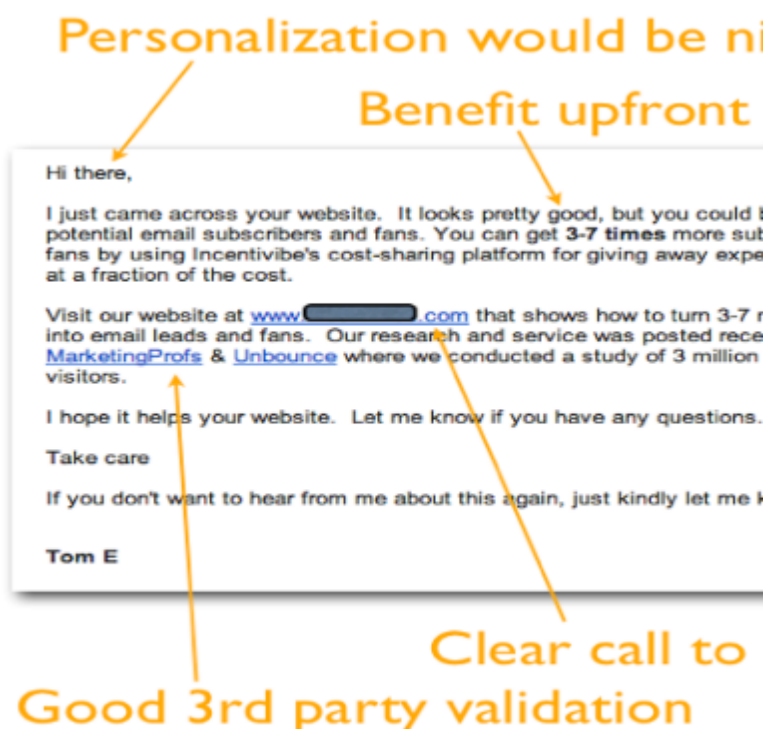 Personalization would be ni
Benefit upfront
Hi there,
I just came across your website.  It looks pretty good, but you could b
potential email subscribers and fans. You can get 3-7 times more sub
fans by using Incentivibe's cost-sharing platform for giving away expe
at a fraction of the cost.
Visit our website at www. .com that shows how to turn 3-7 m
into email leads and fans.  Our research and service was posted rece
MarketingProfs & Unbounce where we conducted a study of 3 million
visitors.
I hope it helps your website.  Let me know if you have any questions.
Take care
If you don't want to hear from me about this again, just kindly let me k
Tom E
Clear call to
Good 3rd party validation